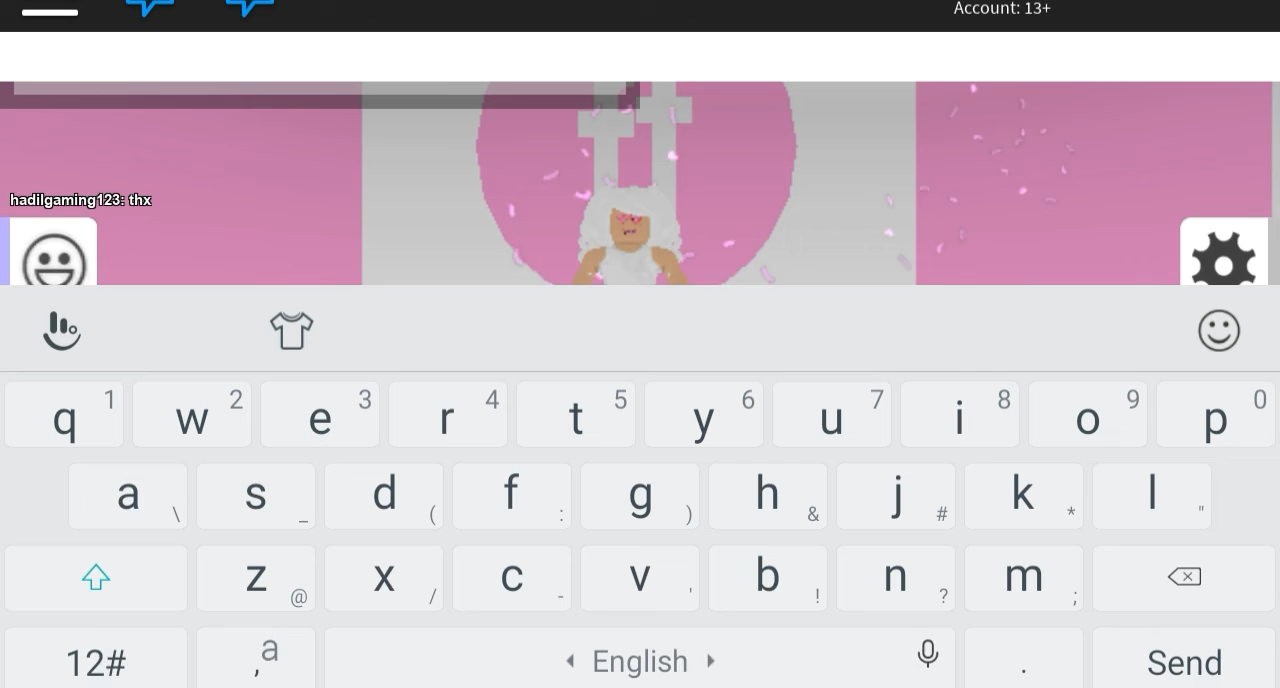 Account: 13+
hadilgaming123: thx
q 1 w 2 e 3 r 4 t 5 y 6 u 7 i 8 o 9 p 0
a \ s _ d ( f : g ) h & j # k * l "
z @ x / c - v ' b ! n ? m ;
12# , a English . Send